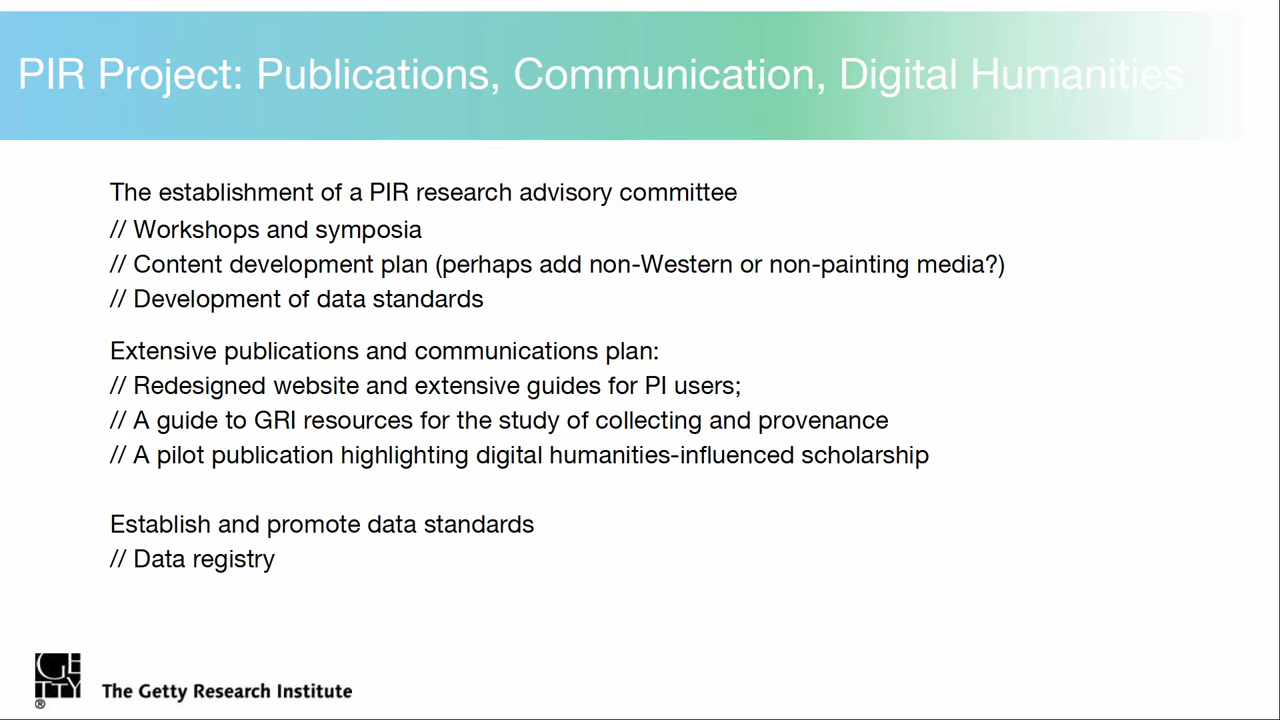 PIR Project: Publications, Communication, Digital Humanities
The establishment of a PIR research advisory committee
// Workshops and symposia
// Content development plan (perhaps add non-Western or non-painting media?)
// Development of data standards
Extensive publications and communications plan:
// Redesigned website and extensive guides for PI users;
// A guide to GRI resources for the study of collecting and provenance
// A pilot publication highlighting digital humanities-influenced scholarship
Establish and promote data standards
// Data registry
GE
TTY
®
The Getty Research Institute